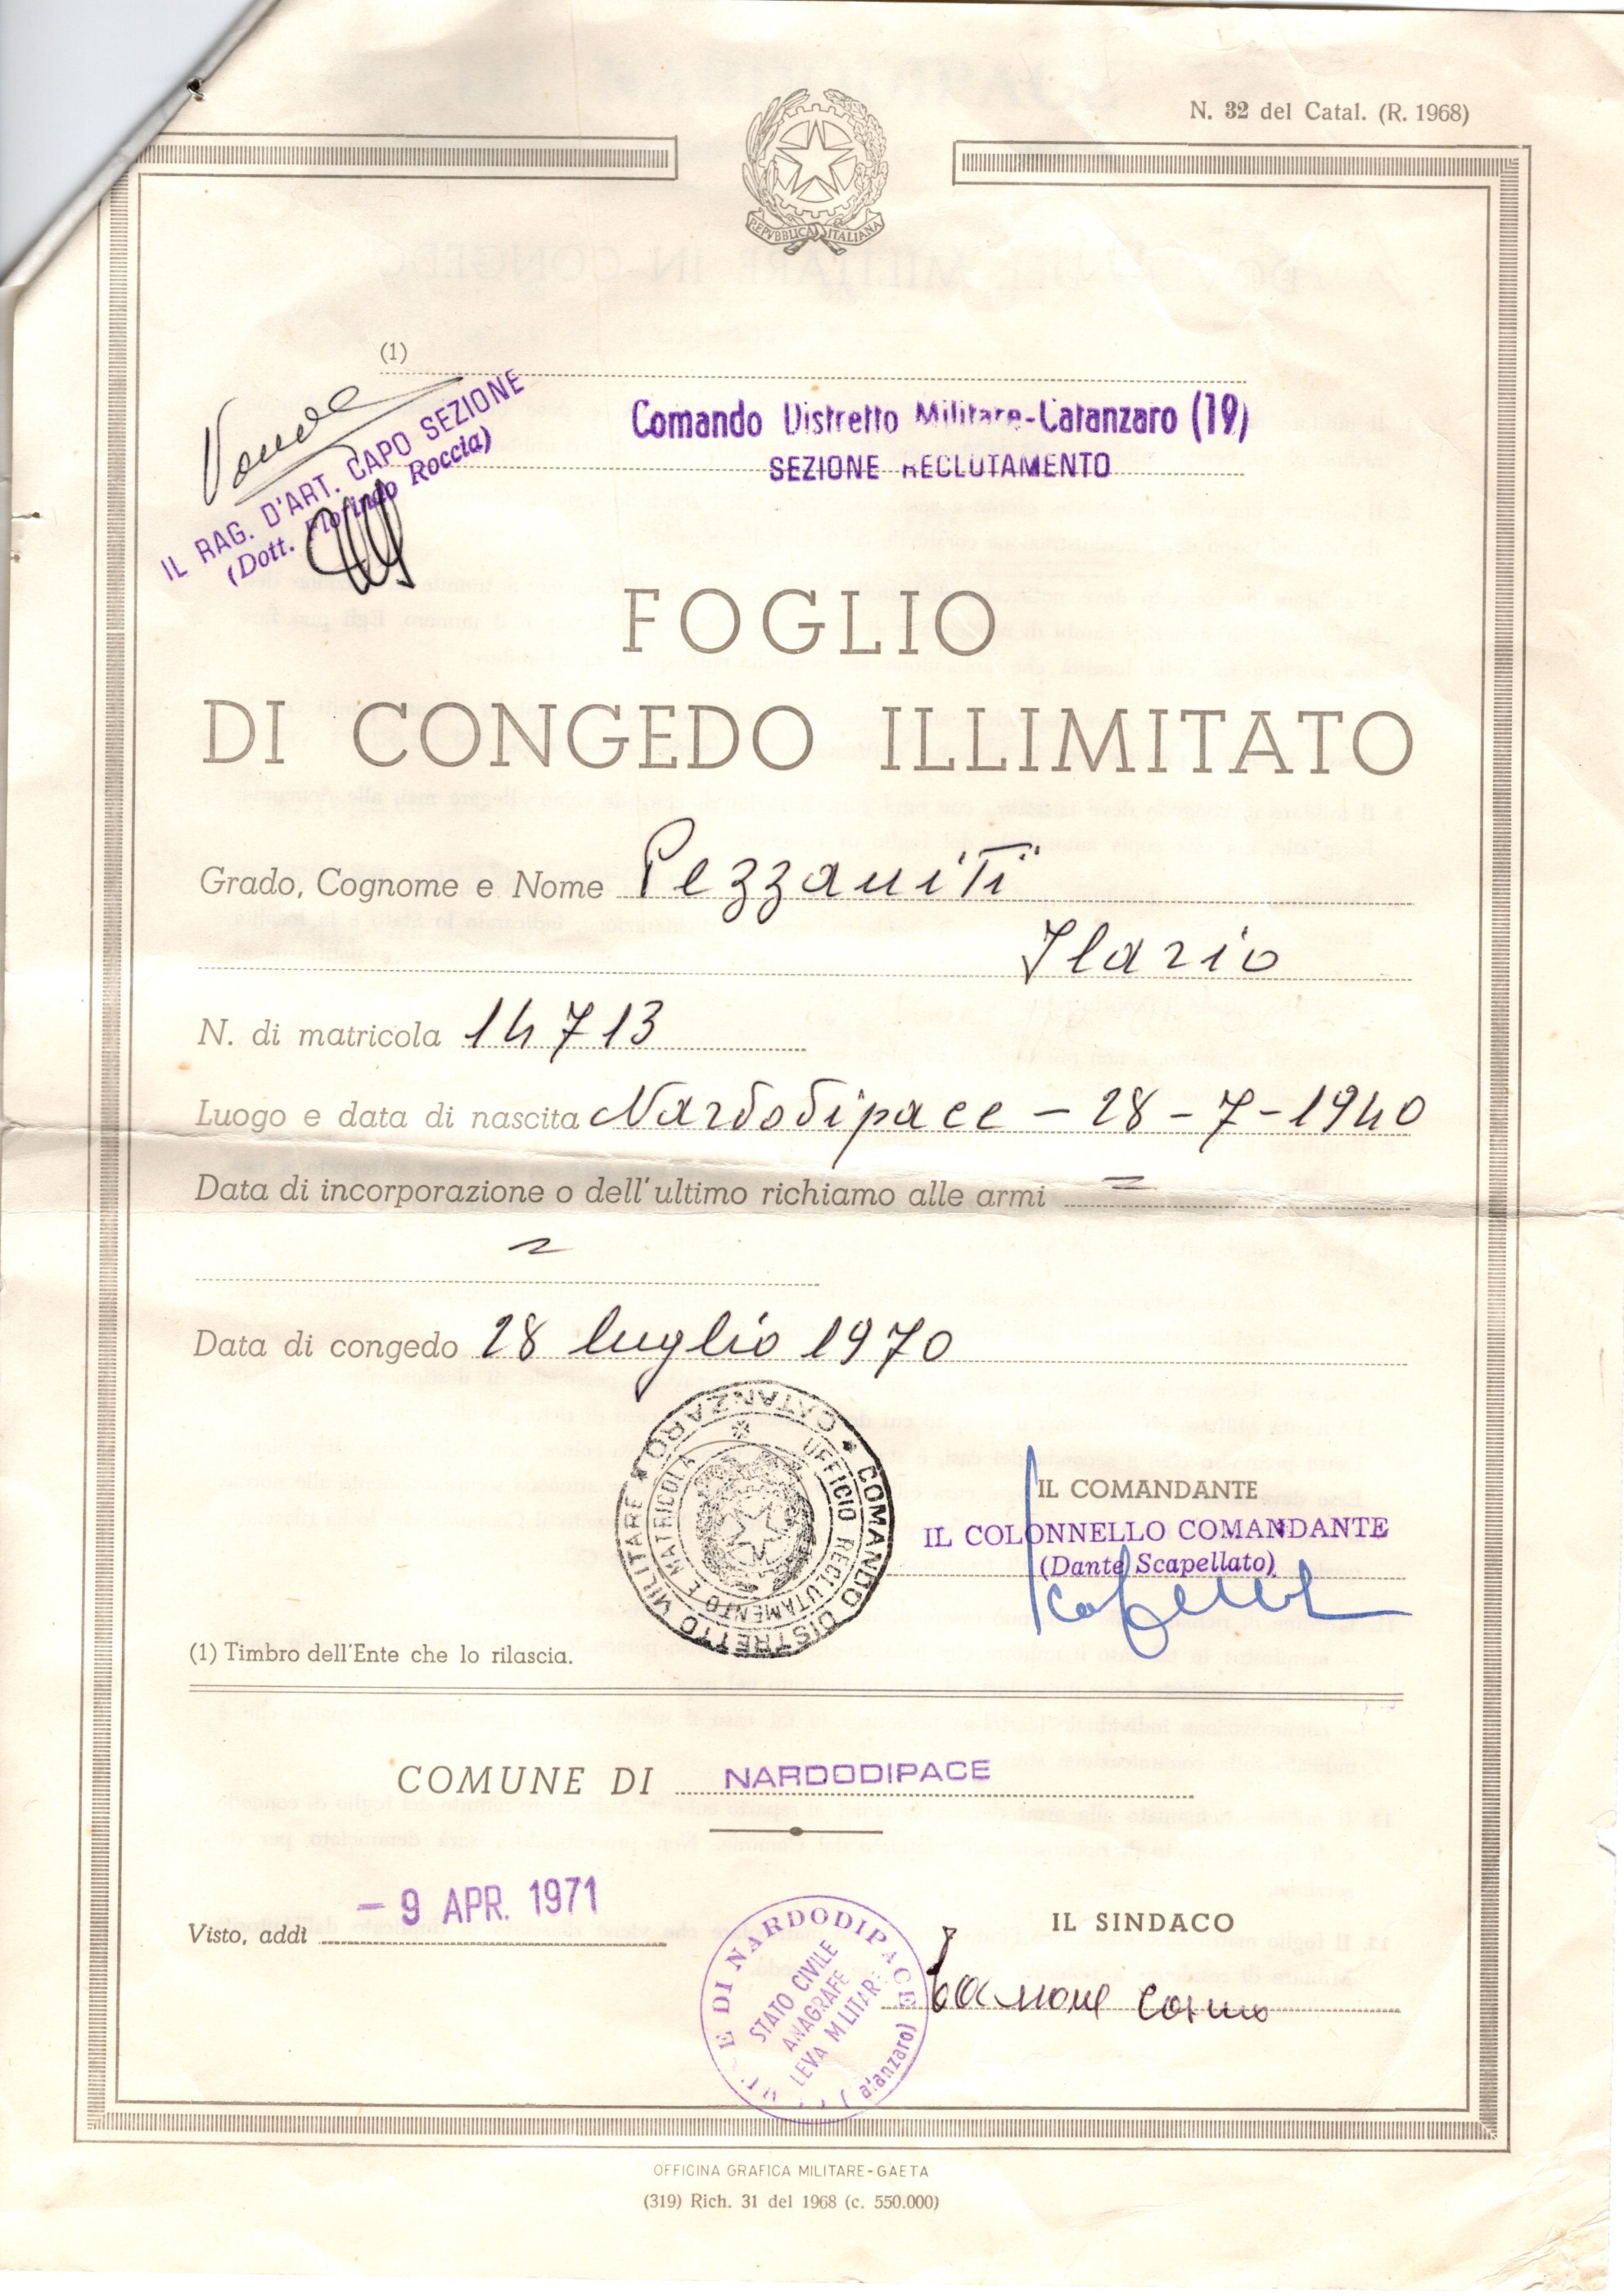 N. 32 del Catal. (R. 1968)
REPVBBLICA ITALIANA
(1)
Comando Distretto Militare-Catanzaro (19)
SEZIONE RECLUTAMENTO
IL RAG. D'ART. CAPO SEZIONE
(Dott. Florindo Roccia)
FOGLIO
DI CONGEDO ILLIMITATO
Grado, Cognome e Nome Pezzaniti
Ilario
N. di matricola 14713
Luogo e data di nascita Nardodipace - 28-7-1940
Data di incorporazione o dell'ultimo richiamo alle armi =
=
Data di congedo 28 luglio 1970
COMANDO DISTRETTO MILITARE * CATANZARO *
UFFICIO RECLUTAMENTO E MATRICOLA
IL COMANDANTE
IL COLONNELLO COMANDANTE
(Dante Scapellato)
(1) Timbro dell'Ente che lo rilascia.
COMUNE DI NARDODIPACE
Visto, addì - 9 APR. 1971
E DI NARDODIPACE
STATO CIVILE
ANAGRAFE
LEVA MILITARE
atanzaro)
IL SINDACO
OFFICINA GRAFICA MILITARE-GAETA
(319) Rich. 31 del 1968 (c. 550.000)